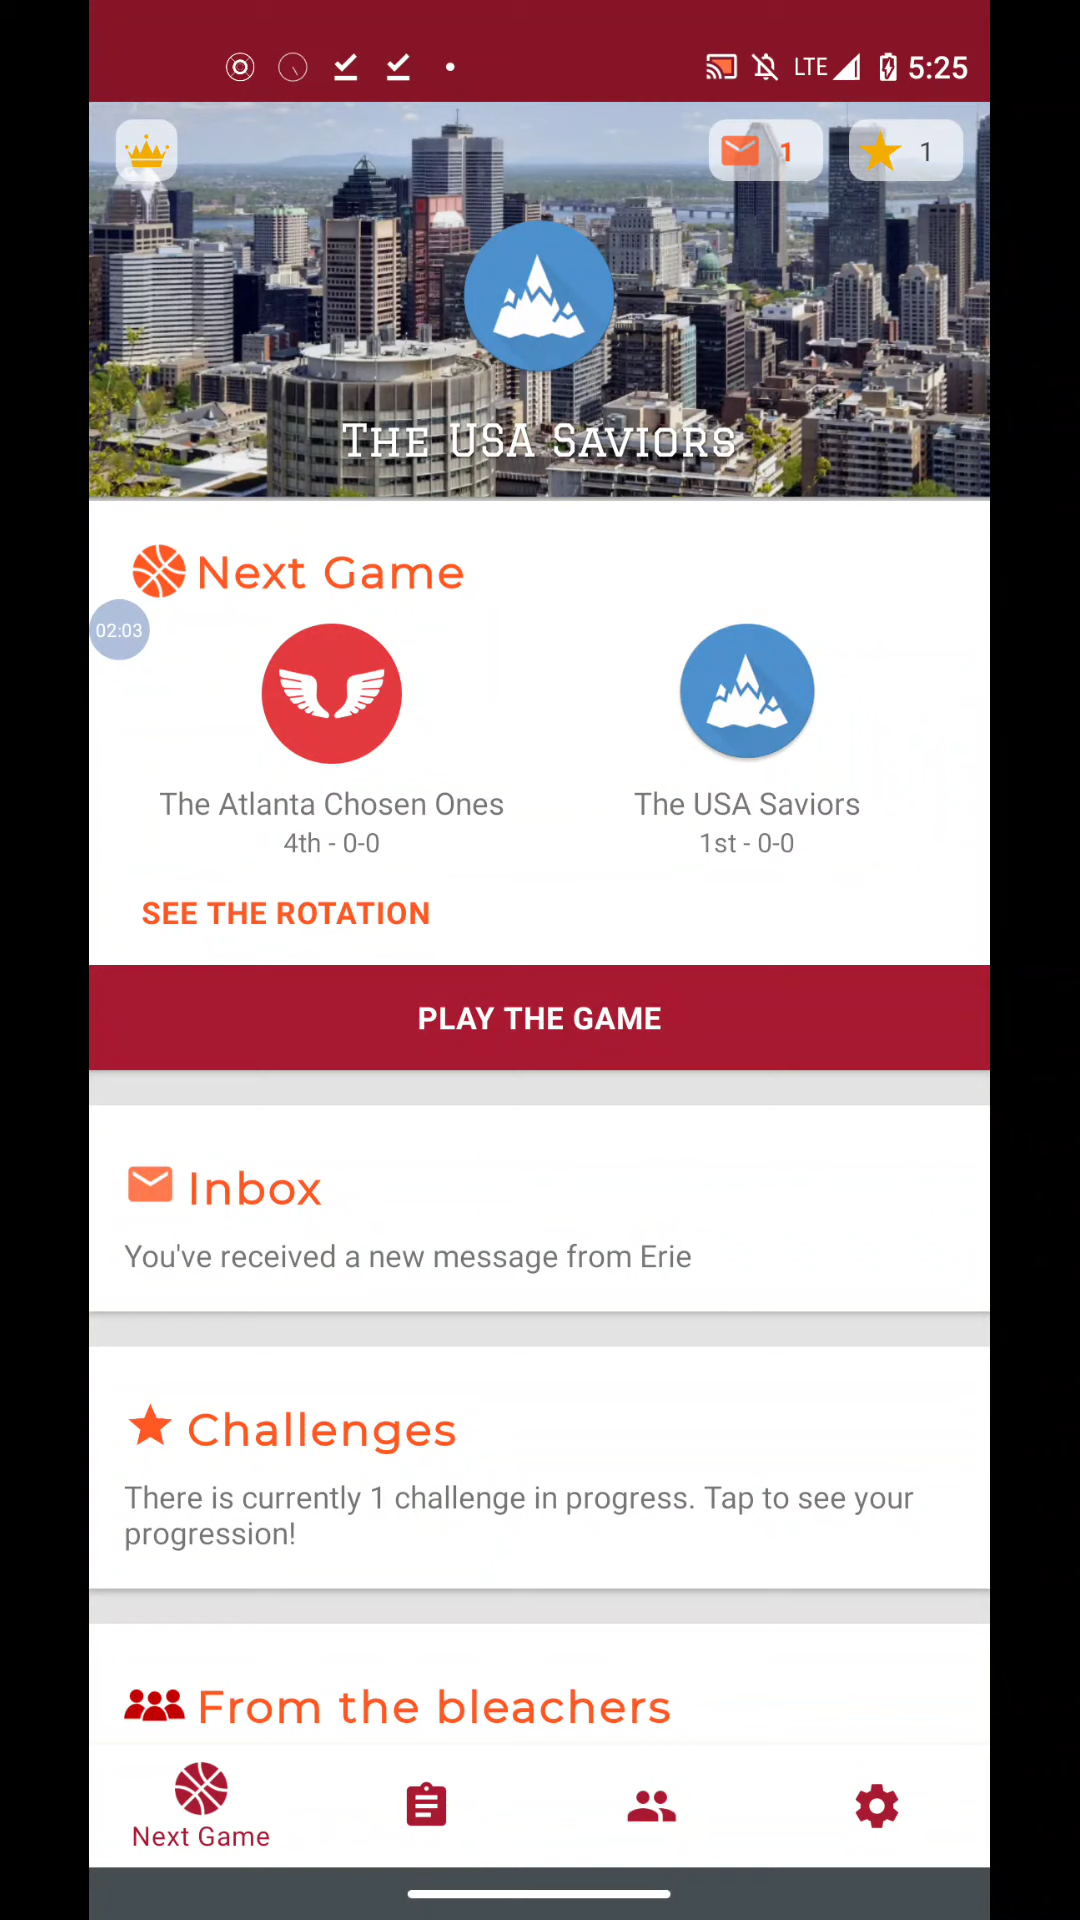 LTE 5:25
1 1
The USA Saviors
Next Game
02:03
The Atlanta Chosen Ones
4th - 0-0
The USA Saviors
1st - 0-0
SEE THE ROTATION
PLAY THE GAME
Inbox
You've received a new message from Erie
Challenges
There is currently 1 challenge in progress. Tap to see your
progression!
From the bleachers
Next Game